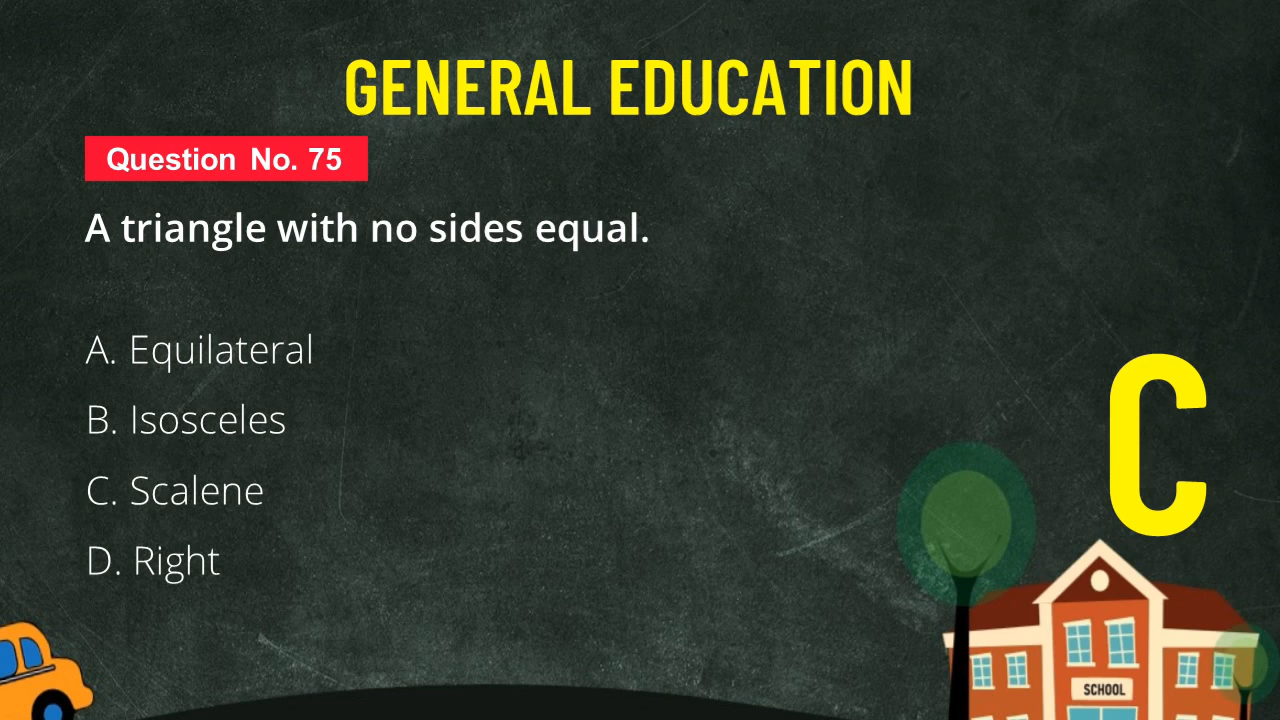 GENERAL EDUCATION
Question No. 75
A triangle with no sides equal.
A. Equilateral
B. Isosceles
C. Scalene
D. Right
C
SCHOOL